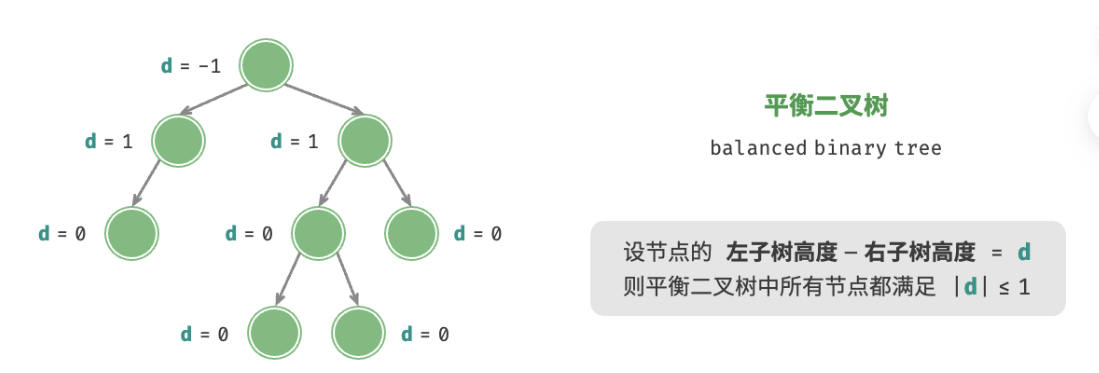 d = -1
d = 1
d = 1
d = 0
d = 0
d = 0
d = 0
d = 0
平衡二叉树
balanced binary tree
设节点的 左子树高度 − 右子树高度 = d
则平衡二叉树中所有节点都满足 |d| ≤ 1